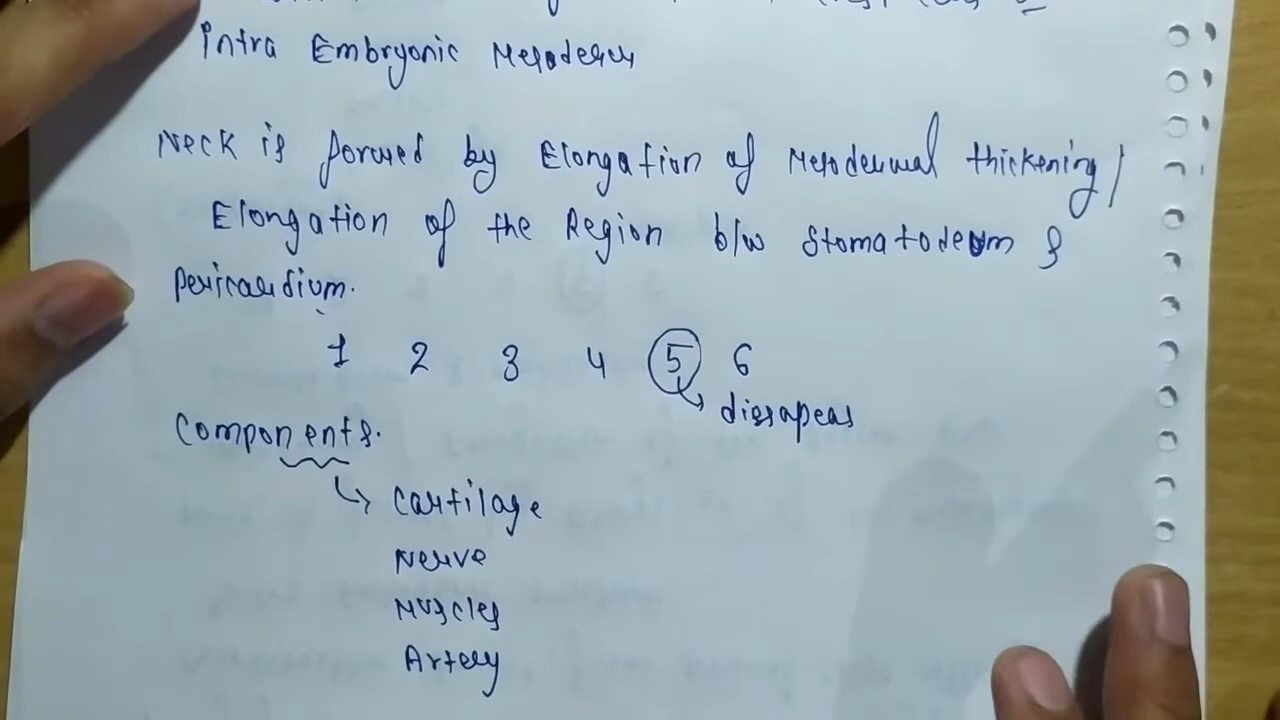 Intra Embryonic Mesoderm
Neck is formed by Elongation of Mesodermal thickening/
Elongation of the Region b/w Stomatodeum &
Pericardium.
1 2 3 4 5 6
dissapeas
Components.
Cartilage
Nerve
Muscles
Artery